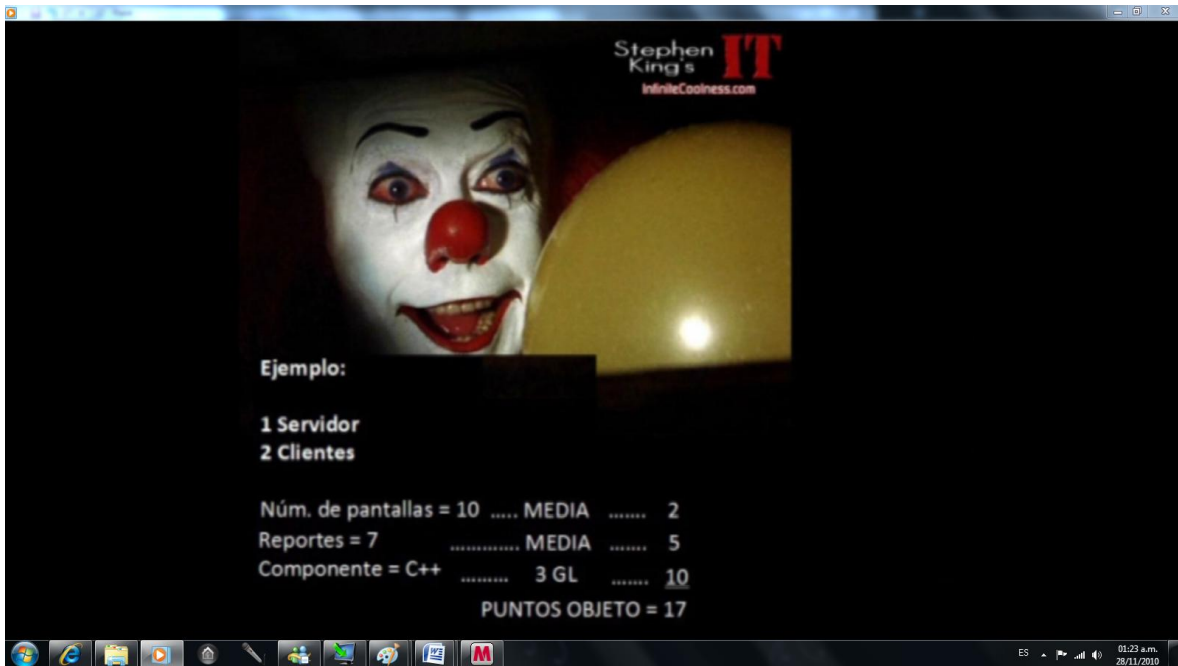 Stephen
King's IT
InfiniteCoolness.com
Ejemplo:
1 Servidor
2 Clientes
Núm. de pantallas = 10 ..... MEDIA ....... 2
Reportes = 7 ............. MEDIA ....... 5
Componente = C++ ......... 3 GL ....... 10
PUNTOS OBJETO = 17
ES
01:23 a.m.
28/11/2010